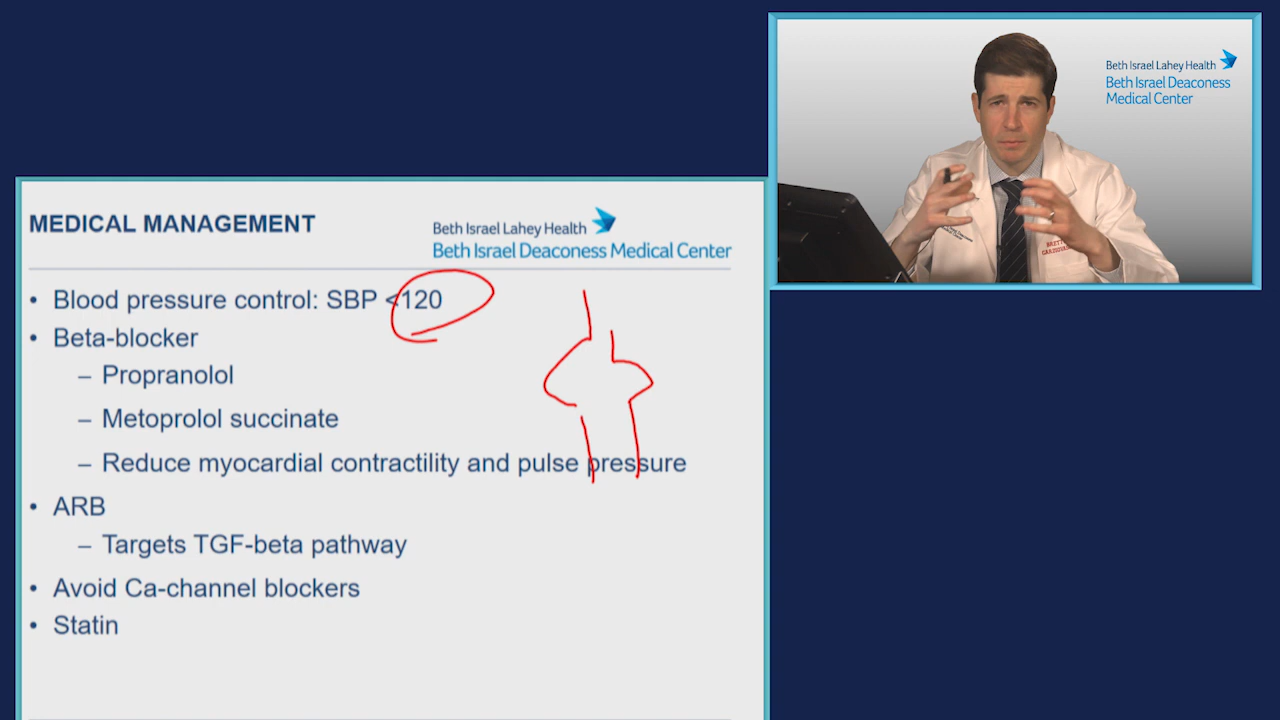 Beth Israel Lahey Health
Beth Israel Deaconess
Medical Center
MEDICAL MANAGEMENT
Beth Israel Lahey Health
Beth Israel Deaconess Medical Center
• Blood pressure control: SBP <120
• Beta-blocker
– Propranolol
– Metoprolol succinate
– Reduce myocardial contractility and pulse pressure
• ARB
– Targets TGF-beta pathway
• Avoid Ca-channel blockers
• Statin